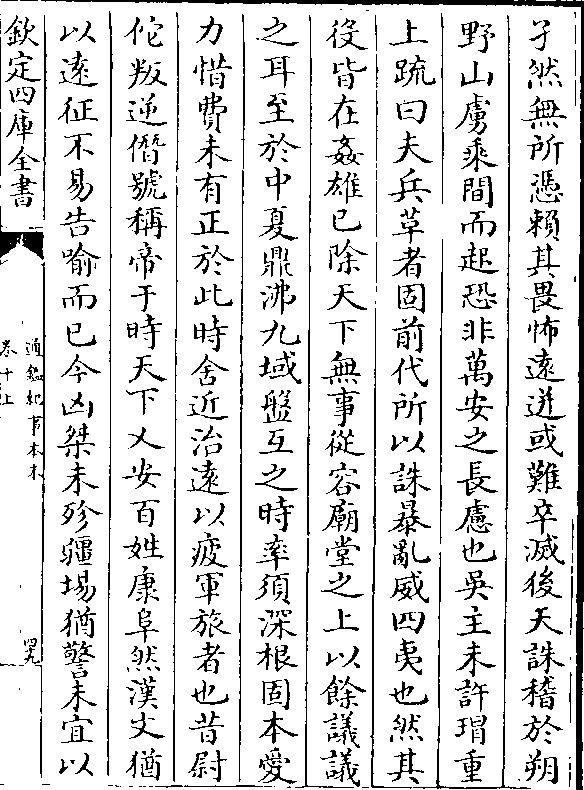 孑然無所憑賴其畏怖逺迸或難卒滅後天誅稽於朔
野山虜乘間而起恐非萬安之長慮也吳主未許瑁重
上䟽曰夫兵革者固前代所以誅暴亂威四夷也然其
役皆在姦雄已除天下無事從容廟堂之上以餘議議
之耳至於中夏鼎沸九域盤互之時率須深根固本愛
力惜費未有正於此時舍近治逺以疲軍旅者也昔尉
佗叛逆僭號稱帝于時天下乂安百姓康阜然漢文猶
以逺征不易告喻而已今凶桀未殄疆埸猶警未宜以
欽定四庫全書
通鑑紀事本末
卷十上
四九